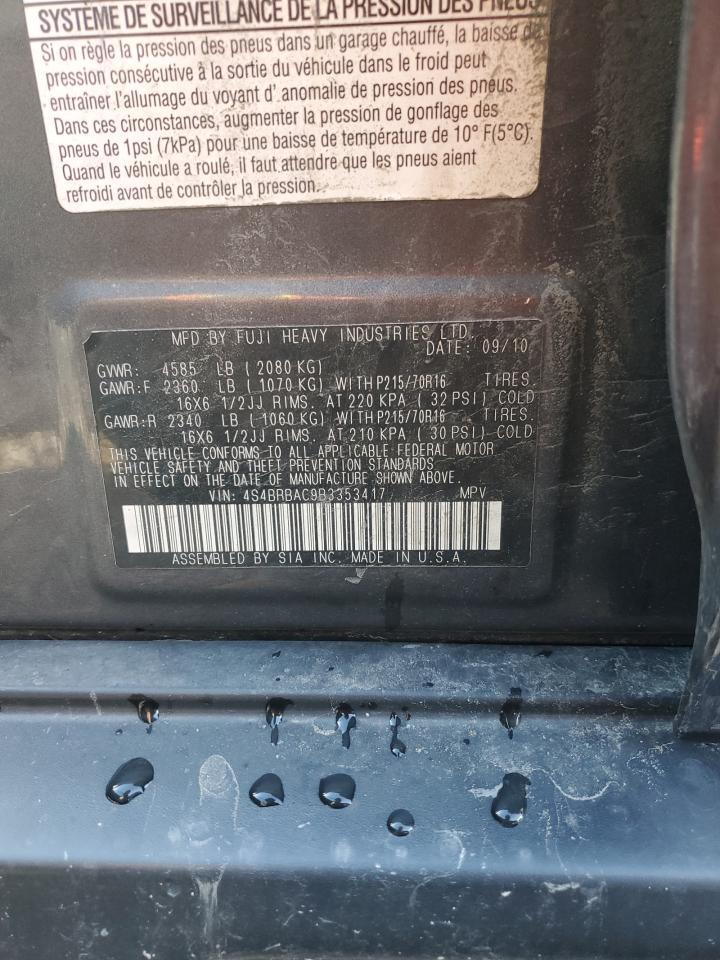 SYSTÈME DE SURVEILLANCE DE LA PRESSION DES PNEUS
Si on règle la pression des pneus dans un garage chauffé, la baisse de
pression consécutive à la sortie du véhicule dans le froid peut
entraîner l'allumage du voyant d'anomalie de pression des pneus.
Dans ces circonstances, augmenter la pression de gonflage des
pneus de 1psi (7kPa) pour une baisse de température de 10° F(5°C).
Quand le véhicule a roulé, il faut attendre que les pneus aient
refroidi avant de contrôler la pression.
MFD BY FUJI HEAVY INDUSTRIES LTD.
DATE: 09/10
GVWR: 4585 LB (2080 KG)
GAWR:F 2360 LB (1070 KG) WITH P215/70R16 TIRES.
16X6 1/2JJ RIMS. AT 220 KPA (32 PSI) COLD
GAWR:R 2340 LB (1060 KG) WITH P215/70R16 TIRES.
16X6 1/2JJ RIMS. AT 210 KPA (30 PSI) COLD
THIS VEHICLE CONFORMS TO ALL APPLICABLE FEDERAL MOTOR
VEHICLE SAFETY AND THEFT PREVENTION STANDARDS
IN EFFECT ON THE DATE OF MANUFACTURE SHOWN ABOVE.
VIN: 4S4BRBAC9B3353417 MPV
ASSEMBLED BY SIA INC. MADE IN U.S.A.